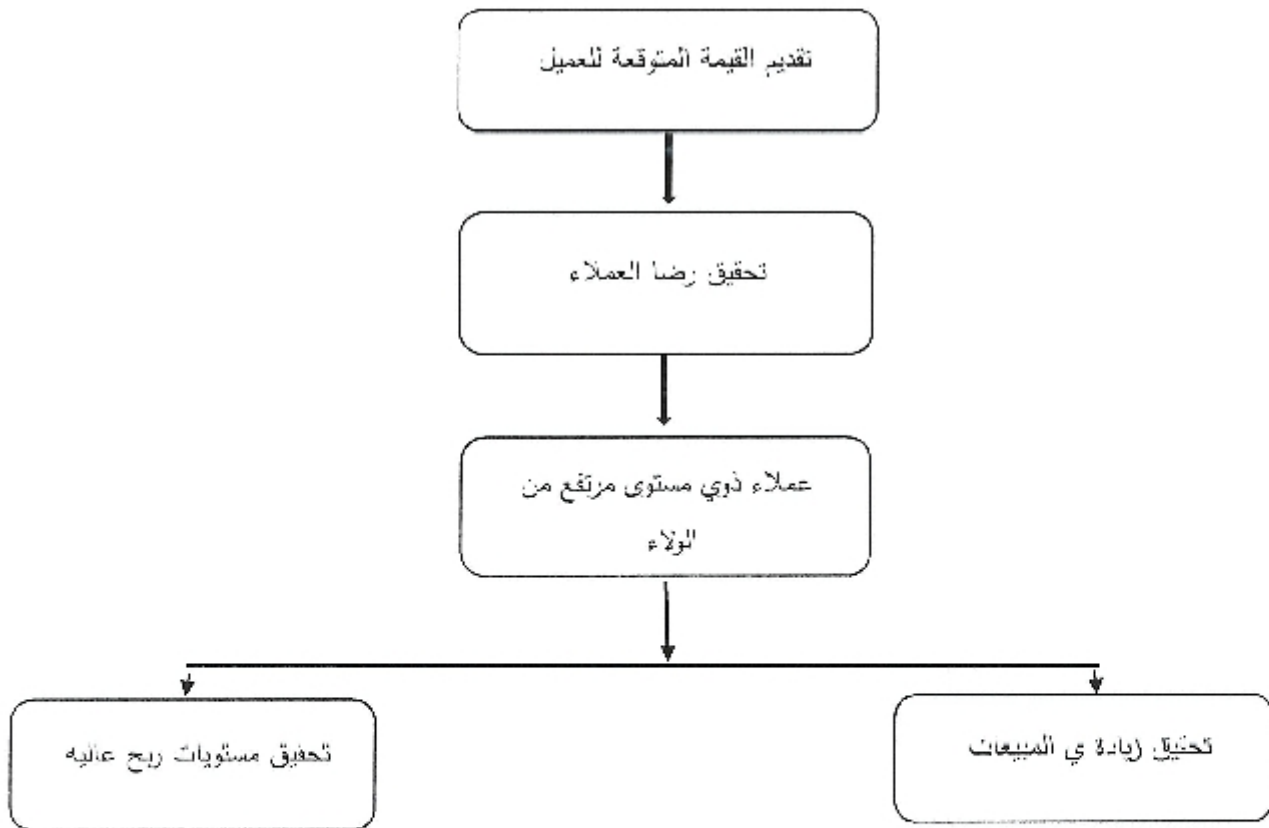 تقديم القيمة المتوقعة للعميل
تحقيق رضا العملاء
عملاء ذوي مستوى مرتفع من
الولاء
تحقيق زيادة ي المبيعات
تحقيق مستويات ربح عاليه